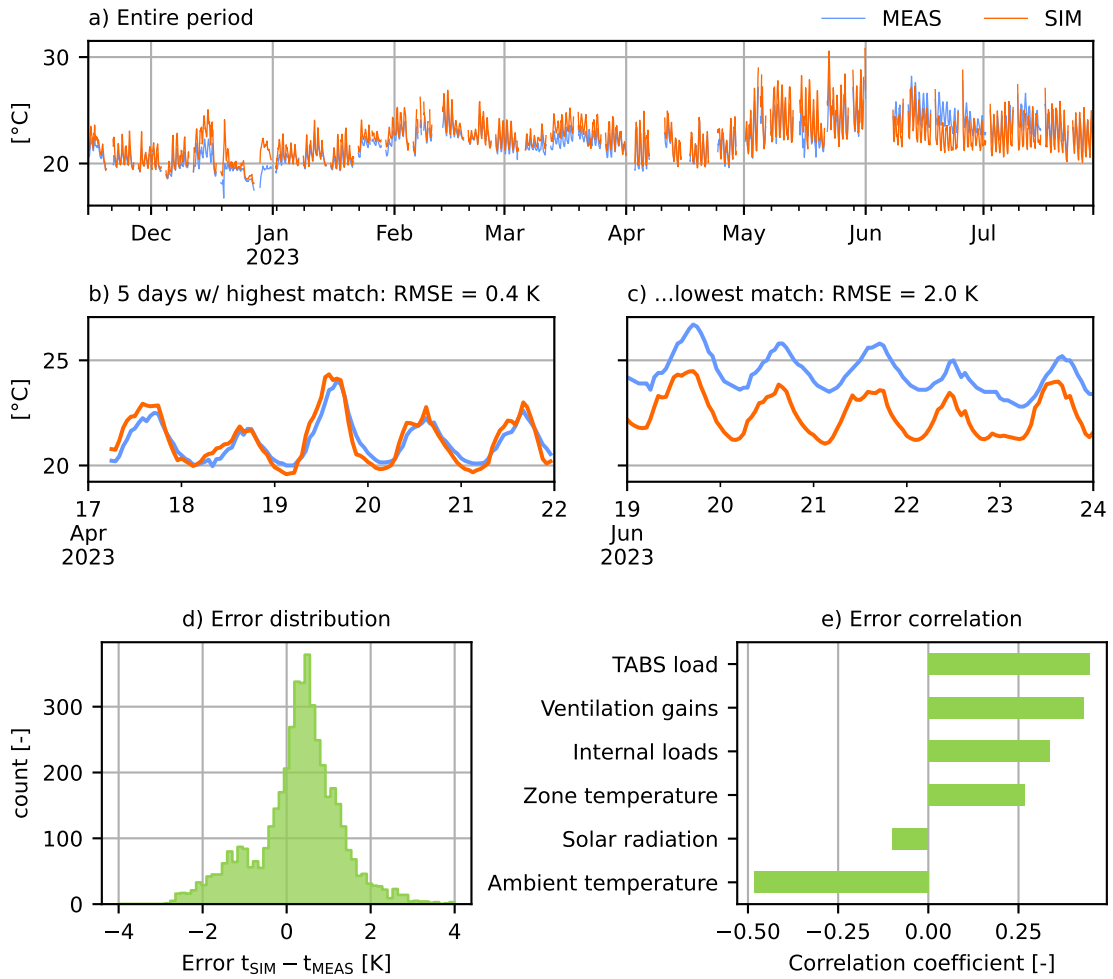 a) Entire period
MEAS
SIM
30
20
[°C]
Dec
Jan
2023
Feb
Mar
Apr
May
Jun
Jul
b) 5 days w/ highest match: RMSE = 0.4 K
25
20
[°C]
17
Apr
2023
18
19
20
21
22
c) ...lowest match: RMSE = 2.0 K
19
Jun
2023
20
21
22
23
24
d) Error distribution
300
200
100
0
count [-]
−4
−2
0
2
4
Error tSIM − tMEAS [K]
e) Error correlation
TABS load
Ventilation gains
Internal loads
Zone temperature
Solar radiation
Ambient temperature
−0.50
−0.25
0.00
0.25
Correlation coefficient [-]